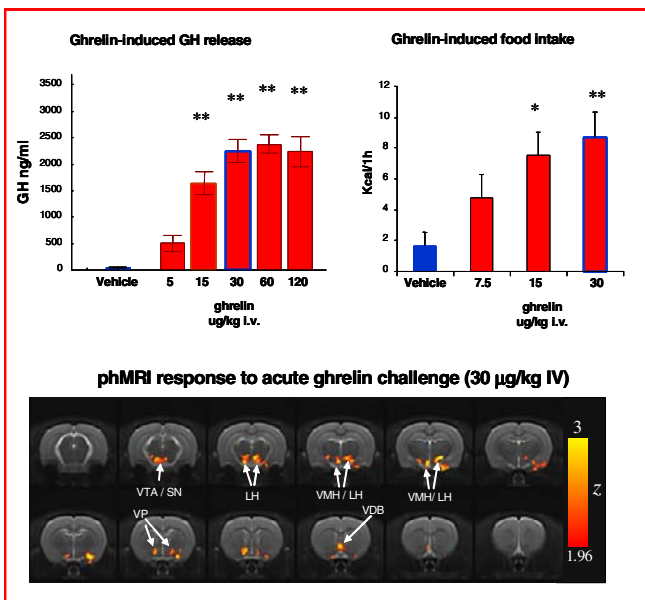 Ghrelin-induced GH release
GH ng/ml
3500
3000
2500
2000
1500
1000
500
0
**
**
**
**
Vehicle 5 15 30 60 120
ghrelin
ug/kg i.v.
Ghrelin-induced food intake
Kcal/1h
12
10
8
6
4
2
0
*
**
Vehicle 7.5 15 30
ghrelin
ug/kg i.v.
phMRI response to acute ghrelin challenge (30 µg/kg IV)
VTA / SN
LH
VMH / LH
VMH/ LH
VP
VDB
3
z
1.96